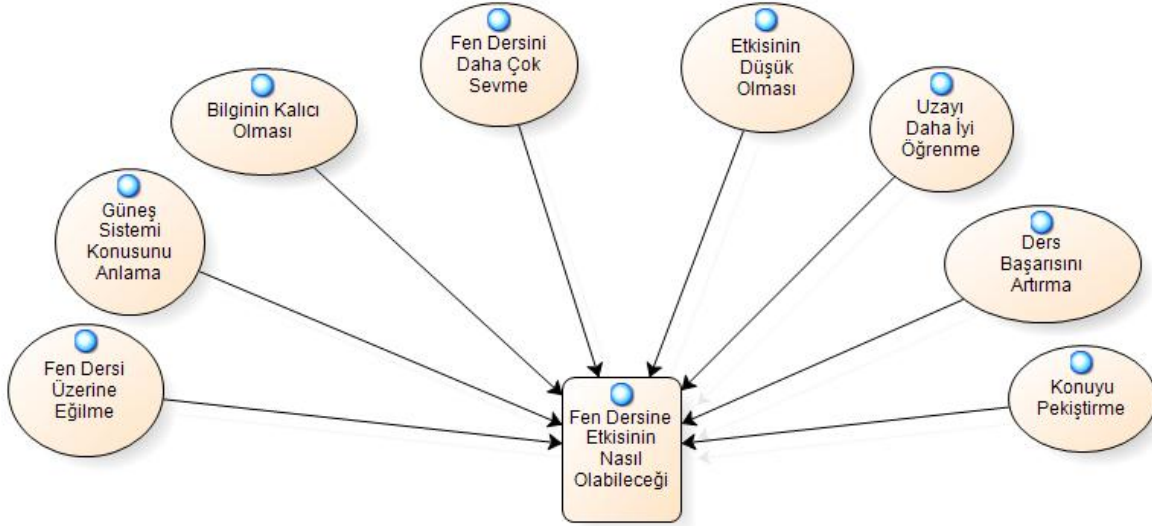 Fen Dersini
Daha Çok
Sevme
Etkisinin
Düşük
Olması
Bilginin Kalıcı
Olması
Uzayı
Daha İyi
Öğrenme
Güneş
Sistemi
Konusunu
Anlama
Ders
Başarısını
Artırma
Fen Dersi
Üzerine
Eğilme
Konuyu
Pekiştirme
Fen Dersine
Etkisinin
Nasıl
Olabileceği